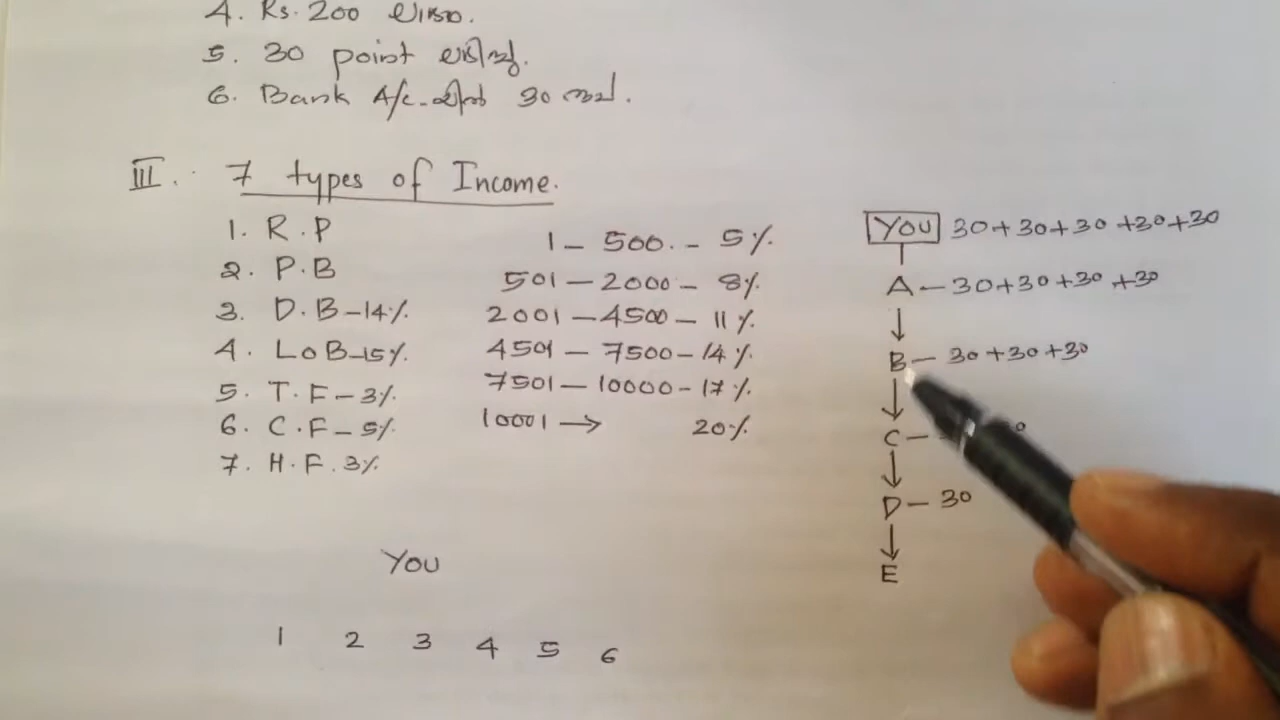 4. Rs. 200
5. 30 point
6. Bank A/c-യിൽ 30
III. 7 types of Income.
1. R.P
2. P.B
3. D.B-14%
4. LoB-15%
5. T.F-3%
6. C.F-5%
7. H.F. 3%
1-500.-5%
501-2000-8%
2001-4500-11%
4501-7500-14%
7501-10000-17%
10001→ 20%
YOU 30+30+30+30+30
A-30+30+30+30
B-30+30+30
C-
D-30
E
YOU
1 2 3 4 5 6